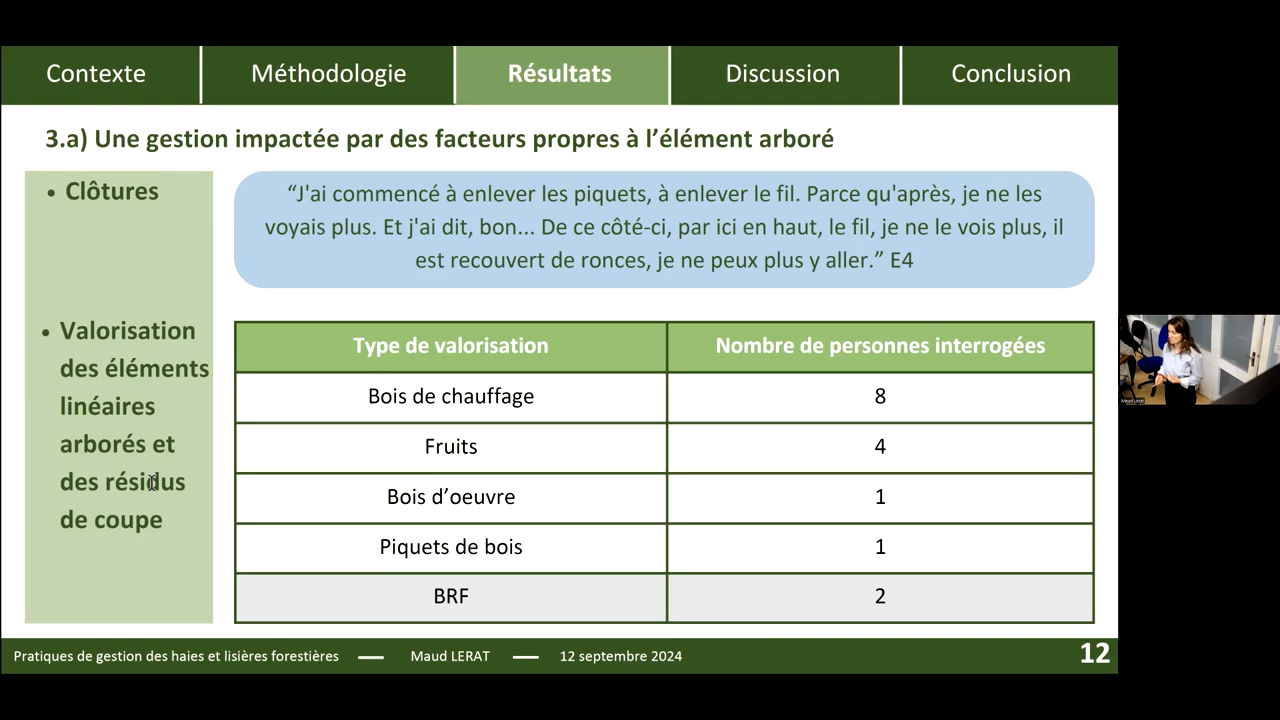 Contexte
Méthodologie
Résultats
Discussion
Conclusion
3.a) Une gestion impactée par des facteurs propres à l’élément arboré
• Clôtures
“J'ai commencé à enlever les piquets, à enlever le fil. Parce qu'après, je ne les
voyais plus. Et j'ai dit, bon... De ce côté-ci, par ici en haut, le fil, je ne le vois plus, il
est recouvert de ronces, je ne peux plus y aller.” E4
• Valorisation
des éléments
linéaires
arborés et
des résidus
de coupe
Type de valorisation
Nombre de personnes interrogées
Bois de chauffage
8
Fruits
4
Bois d’oeuvre
1
Piquets de bois
1
BRF
2
Pratiques de gestion des haies et lisières forestières — Maud LERAT — 12 septembre 2024
12
Maud Lerat